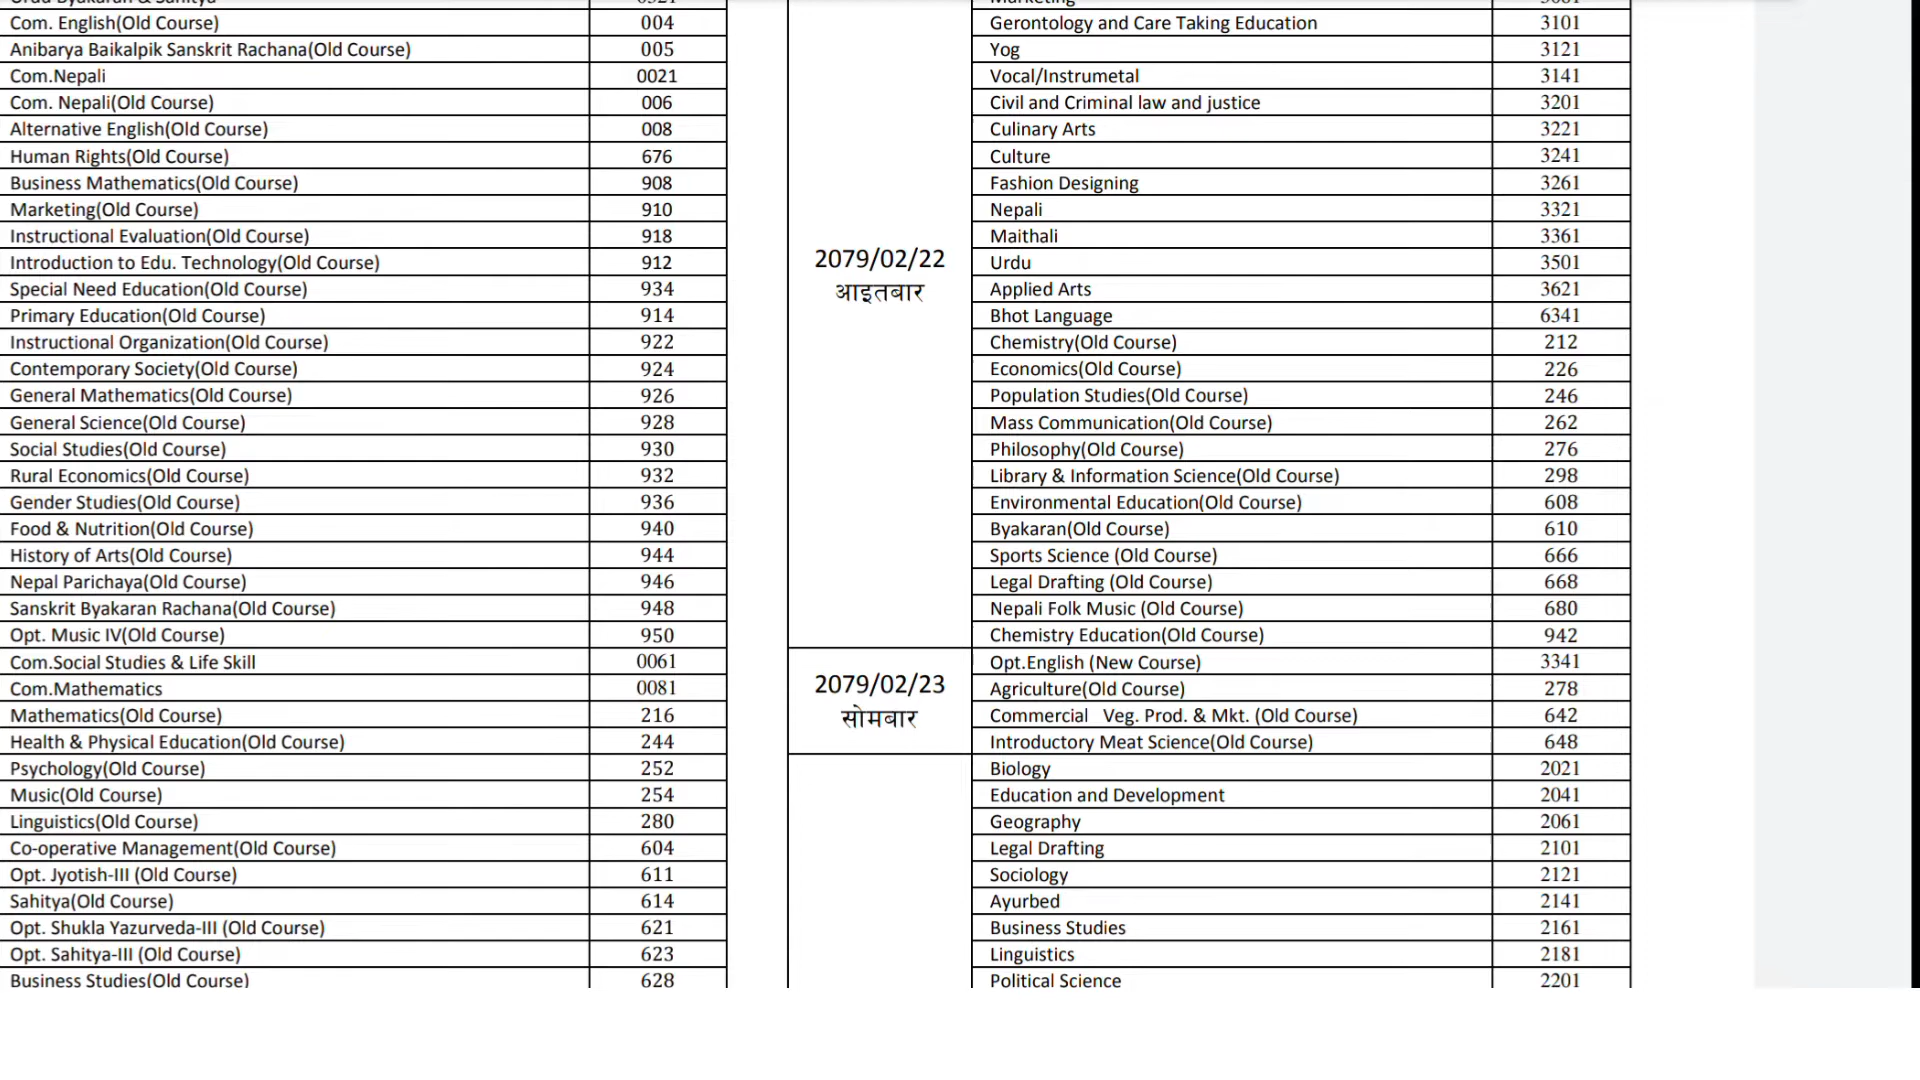 Com. English(Old Course) 004
Anibarya Baikalpik Sanskrit Rachana(Old Course) 005
Com.Nepali 0021
Com. Nepali(Old Course) 006
Alternative English(Old Course) 008
Human Rights(Old Course) 676
Business Mathematics(Old Course) 908
Marketing(Old Course) 910
Instructional Evaluation(Old Course) 918
Introduction to Edu. Technology(Old Course) 912
Special Need Education(Old Course) 934
Primary Education(Old Course) 914
Instructional Organization(Old Course) 922
Contemporary Society(Old Course) 924
General Mathematics(Old Course) 926
General Science(Old Course) 928
Social Studies(Old Course) 930
Rural Economics(Old Course) 932
Gender Studies(Old Course) 936
Food & Nutrition(Old Course) 940
History of Arts(Old Course) 944
Nepal Parichaya(Old Course) 946
Sanskrit Byakaran Rachana(Old Course) 948
Opt. Music IV(Old Course) 950
Com.Social Studies & Life Skill 0061
Com.Mathematics 0081
Mathematics(Old Course) 216
Health & Physical Education(Old Course) 244
Psychology(Old Course) 252
Music(Old Course) 254
Linguistics(Old Course) 280
Co-operative Management(Old Course) 604
Opt. Jyotish-III (Old Course) 611
Sahitya(Old Course) 614
Opt. Shukla Yazurveda-III (Old Course) 621
Opt. Sahitya-III (Old Course) 623
Business Studies(Old Course) 628
2079/02/22
आइतबार
Marketing
Gerontology and Care Taking Education 3101
Yog 3121
Vocal/Instrumetal 3141
Civil and Criminal law and justice 3201
Culinary Arts 3221
Culture 3241
Fashion Designing 3261
Nepali 3321
Maithali 3361
Urdu 3501
Applied Arts 3621
Bhot Language 6341
Chemistry(Old Course) 212
Economics(Old Course) 226
Population Studies(Old Course) 246
Mass Communication(Old Course) 262
Philosophy(Old Course) 276
Library & Information Science(Old Course) 298
Environmental Education(Old Course) 608
Byakaran(Old Course) 610
Sports Science (Old Course) 666
Legal Drafting (Old Course) 668
Nepali Folk Music (Old Course) 680
Chemistry Education(Old Course) 942
2079/02/23
सोमबार
Opt.English (New Course) 3341
Agriculture(Old Course) 278
Commercial Veg. Prod. & Mkt. (Old Course) 642
Introductory Meat Science(Old Course) 648
Biology 2021
Education and Development 2041
Geography 2061
Legal Drafting 2101
Sociology 2121
Ayurbed 2141
Business Studies 2161
Linguistics 2181
Political Science 2201